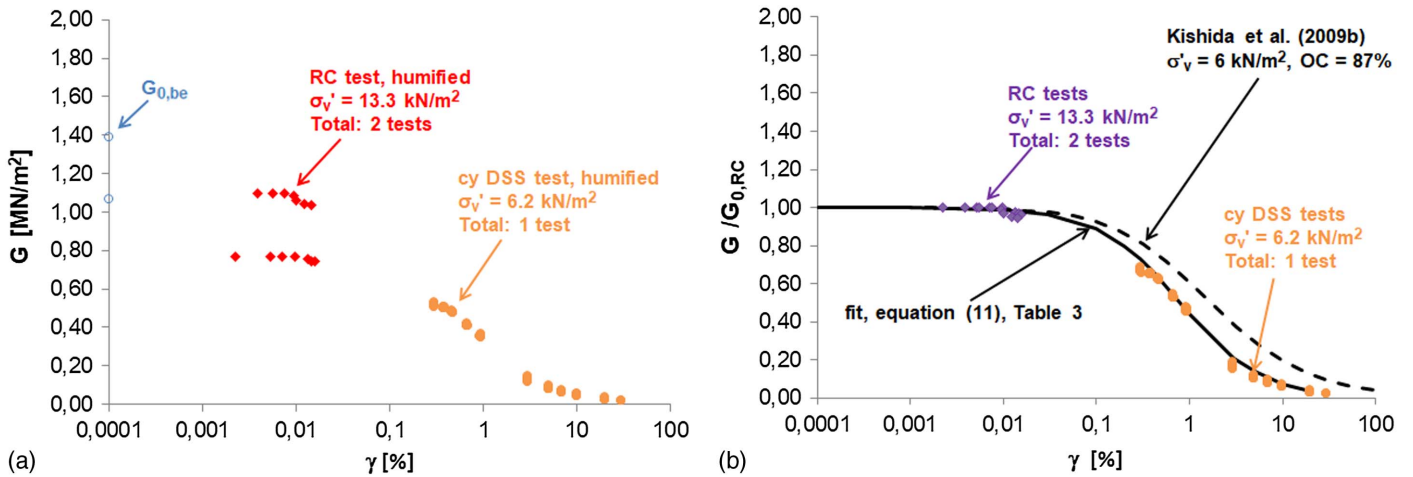 2,00
1,80
1,60
1,40
1,20
1,00
0,80
0,60
0,40
0,20
0,00
G [MN/m²]
G0,be
RC test, humified
σv' = 13.3 kN/m²
Total: 2 tests
cy DSS test, humified
σv' = 6.2 kN/m²
Total: 1 test
0,0001 0,001 0,01 0,1 1 10 100
(a)
γ [%]
2,00
1,80
1,60
1,40
1,20
1,00
0,80
0,60
0,40
0,20
0,00
G /G0,RC
Kishida et al. (2009b)
σ'v = 6 kN/m², OC = 87%
RC tests
σv' = 13.3 kN/m²
Total: 2 tests
cy DSS tests
σv' = 6.2 kN/m²
Total: 1 test
fit, equation (11), Table 3
0,0001 0,001 0,01 0,1 1 10 100
(b)
γ [%]